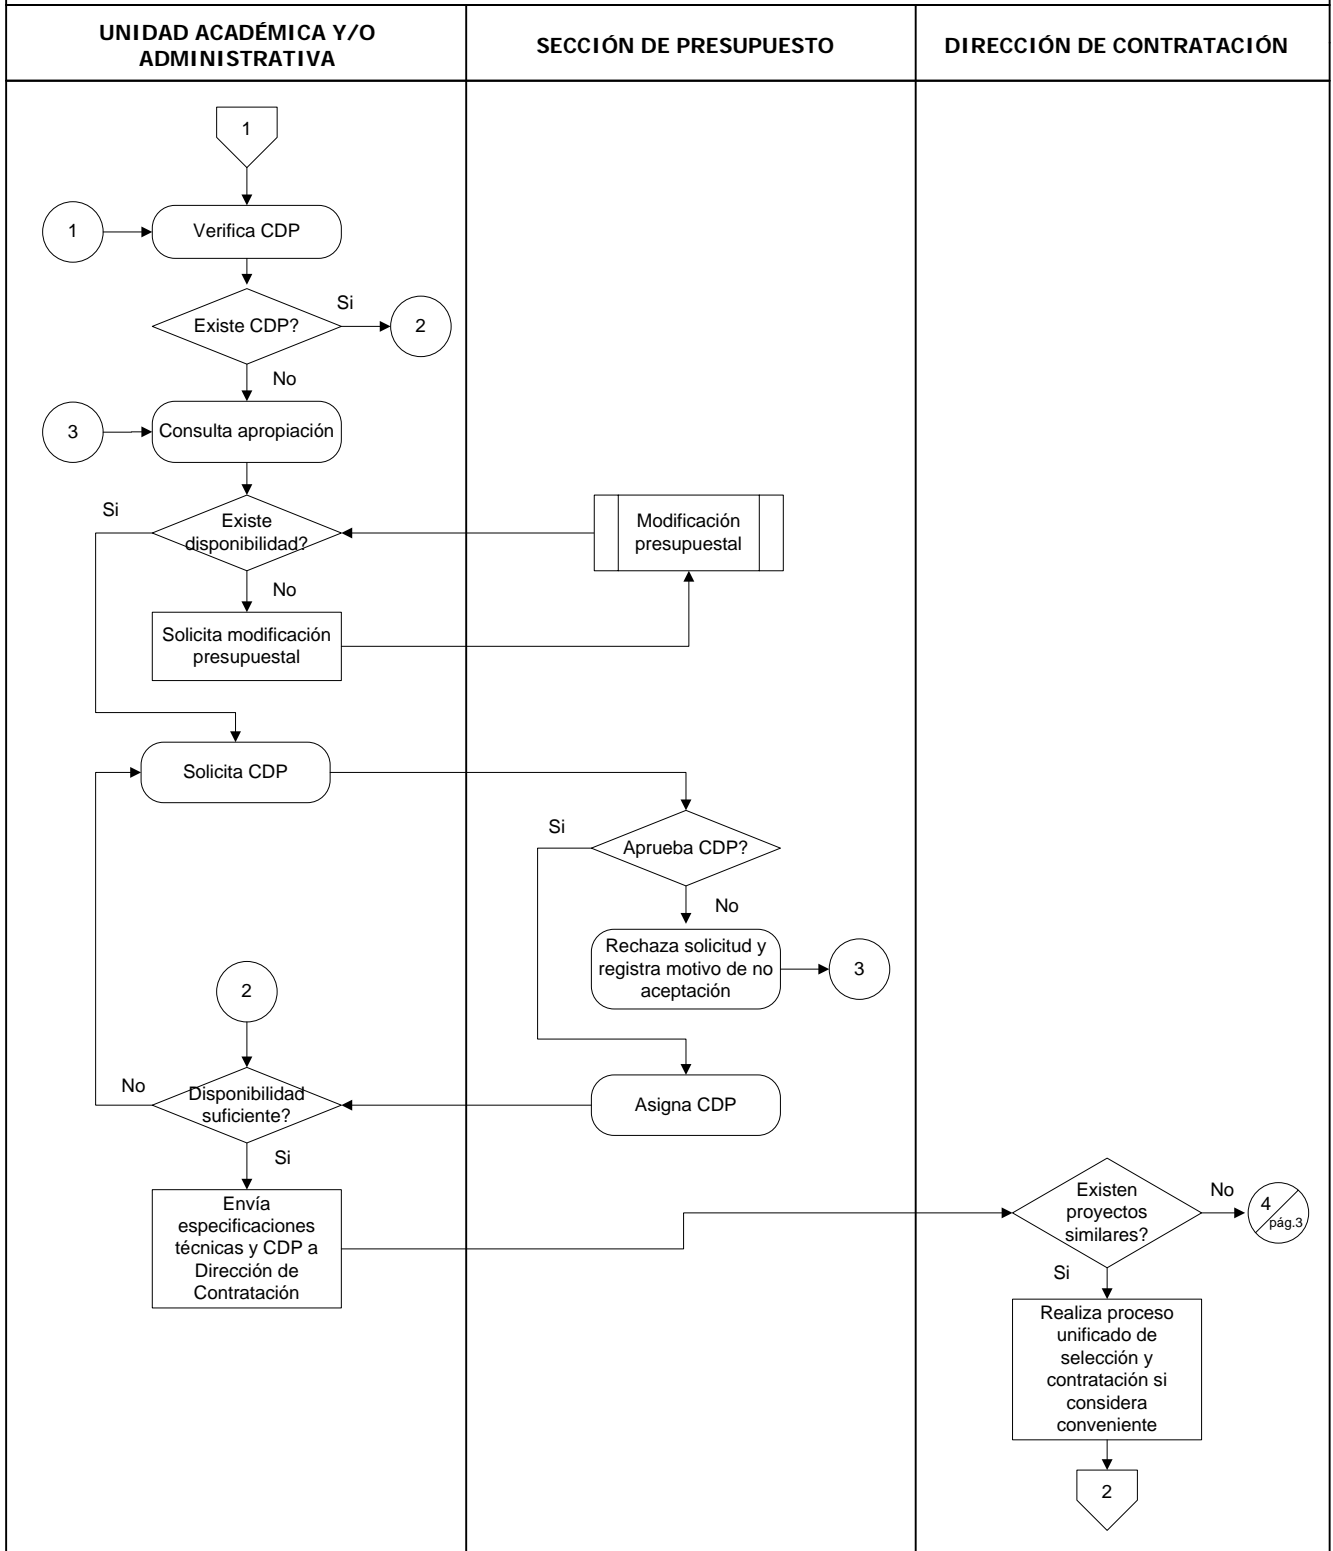 UNIDAD ACADÉMICA Y/O
ADMINISTRATIVA
SECCIÓN DE PRESUPUESTO
DIRECCIÓN DE CONTRATACIÓN
1
1
Verifica CDP
Existe CDP?
Si
2
No
3
Consulta apropiación
Si
Existe
disponibilidad?
Modificación
presupuestal
No
Solicita modificación
presupuestal
Solicita CDP
Si
Aprueba CDP?
No
Rechaza solicitud y
registra motivo de no
aceptación
3
2
No
Disponibilidad
suficiente?
Asigna CDP
Si
Envía
especificaciones
técnicas y CDP a
Dirección de
Contratación
Existen
proyectos
similares?
No
4
pág.3
Si
Realiza proceso
unificado de
selección y
contratación si
considera
conveniente
2